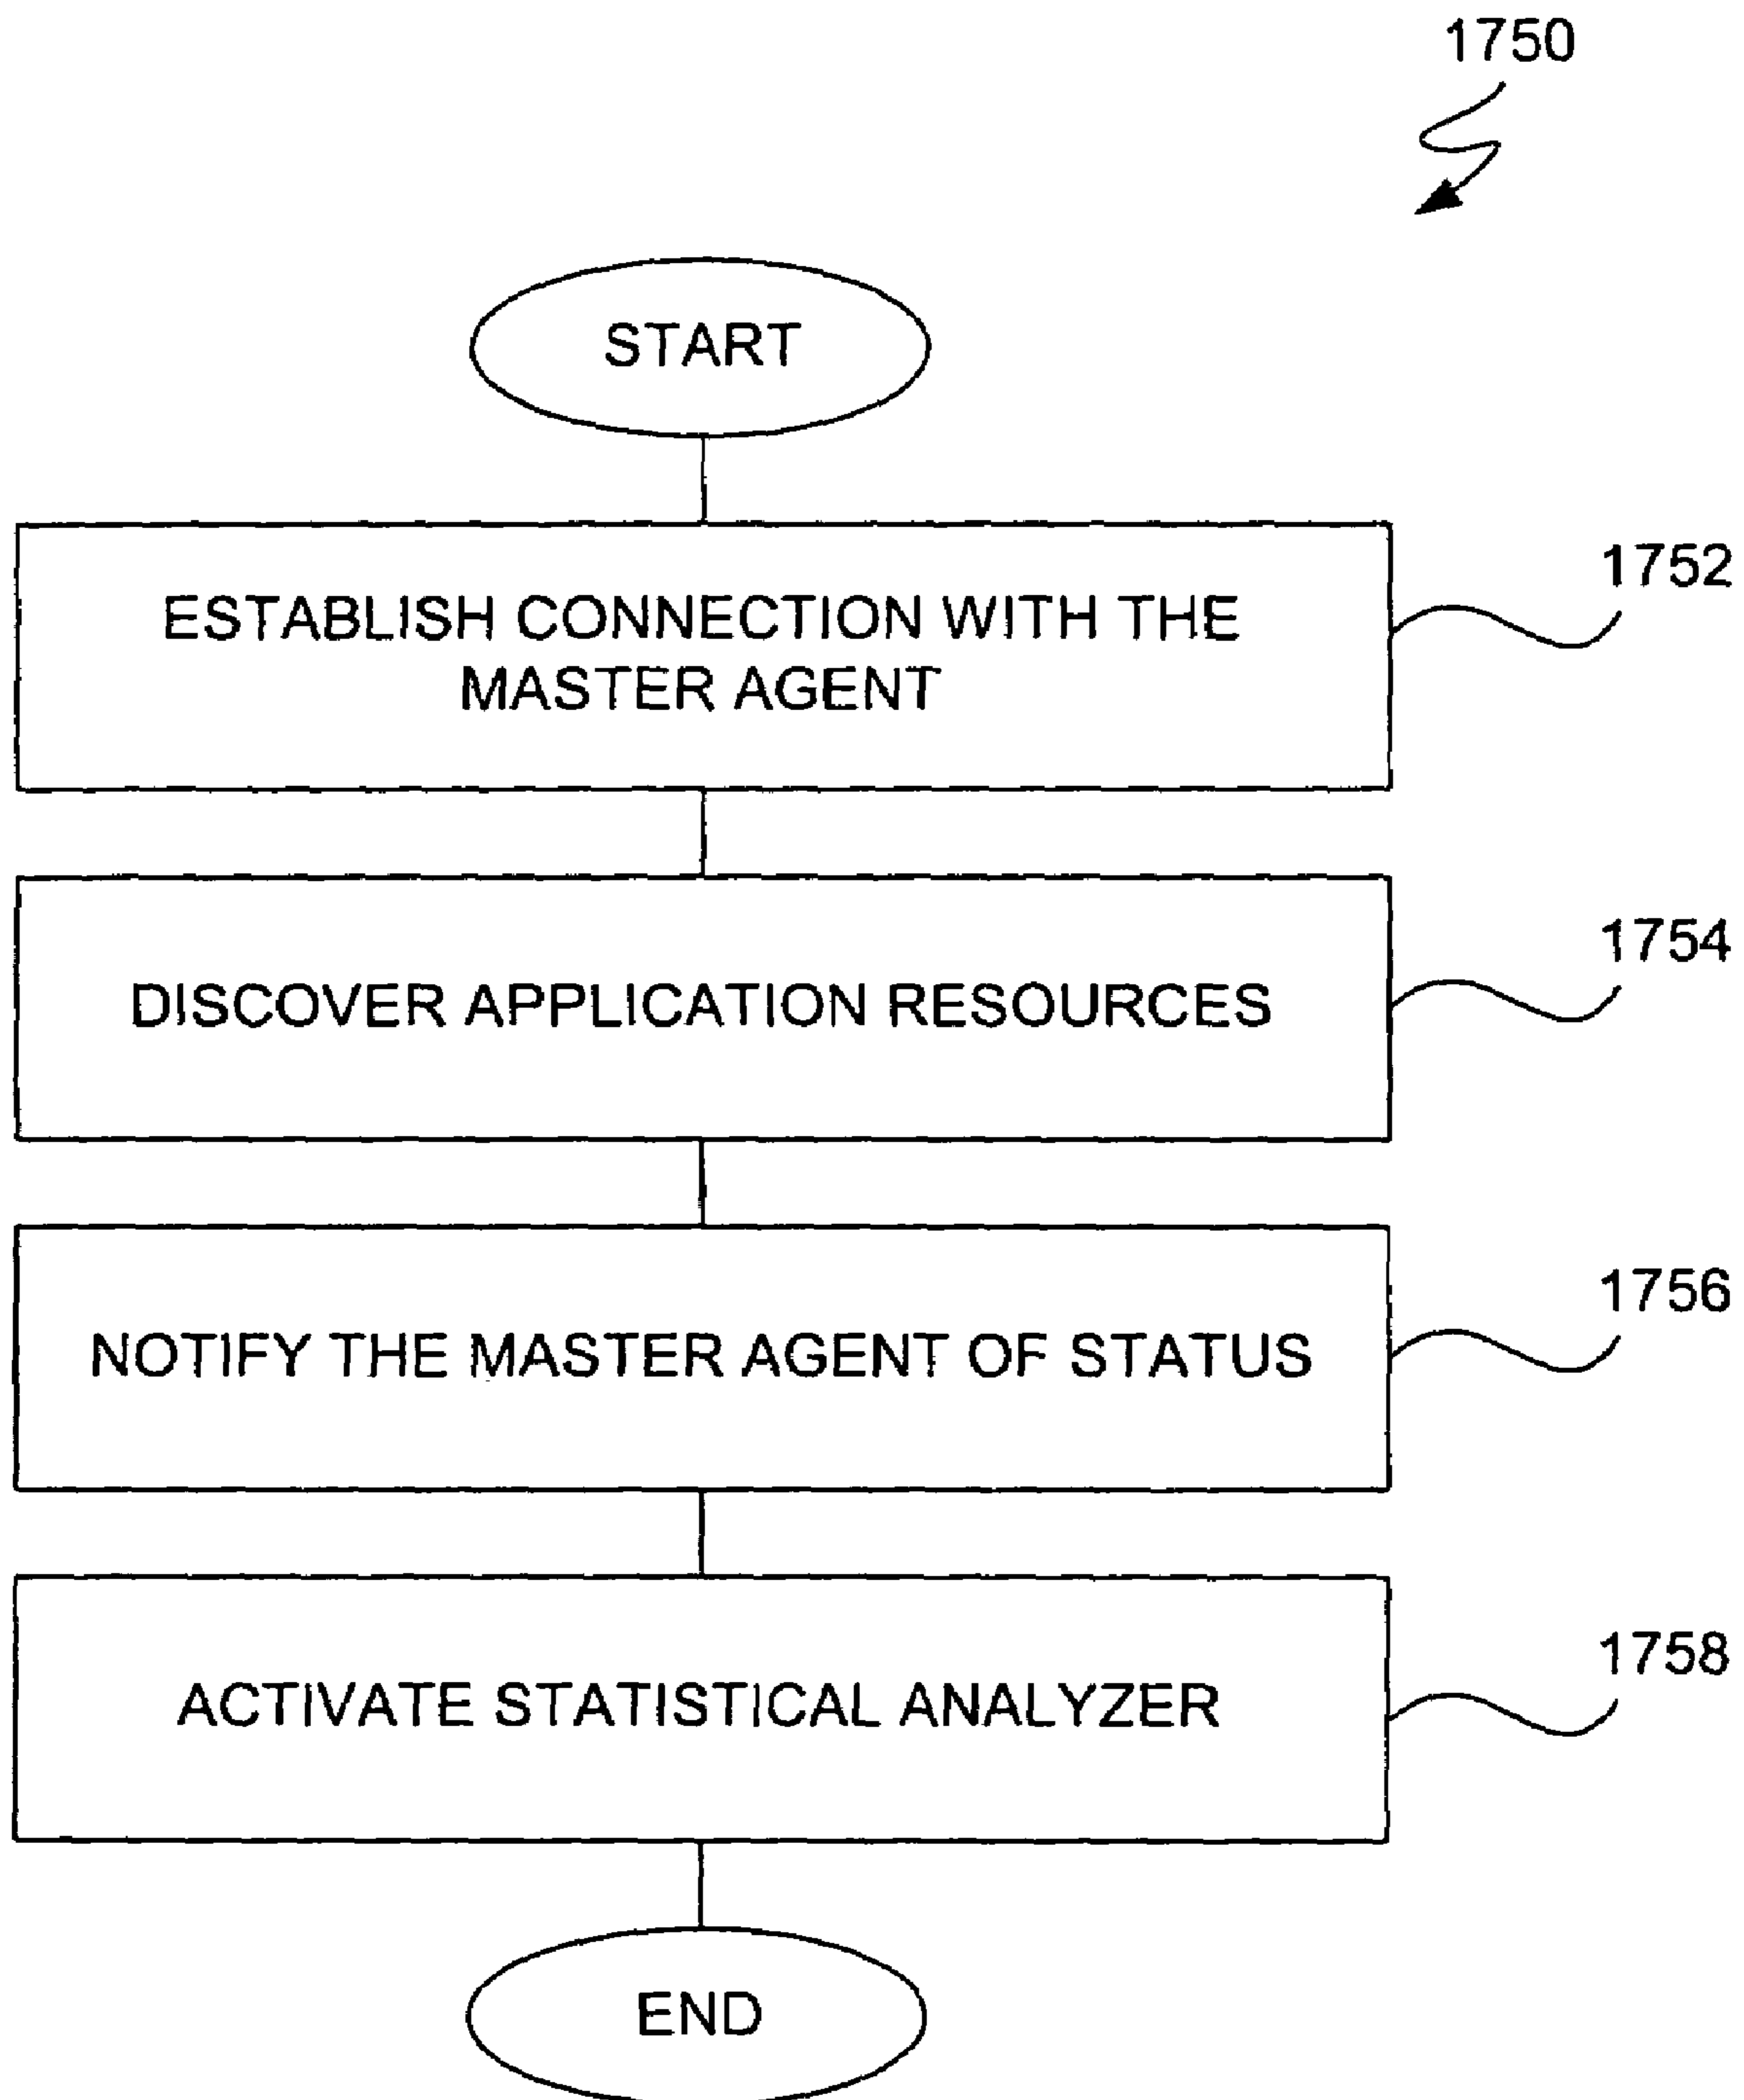 1750
START
ESTABLISH CONNECTION WITH THE
MASTER AGENT
1752
DISCOVER APPLICATION RESOURCES
1754
NOTIFY THE MASTER AGENT OF STATUS
1756
ACTIVATE STATISTICAL ANALYZER
1758
END